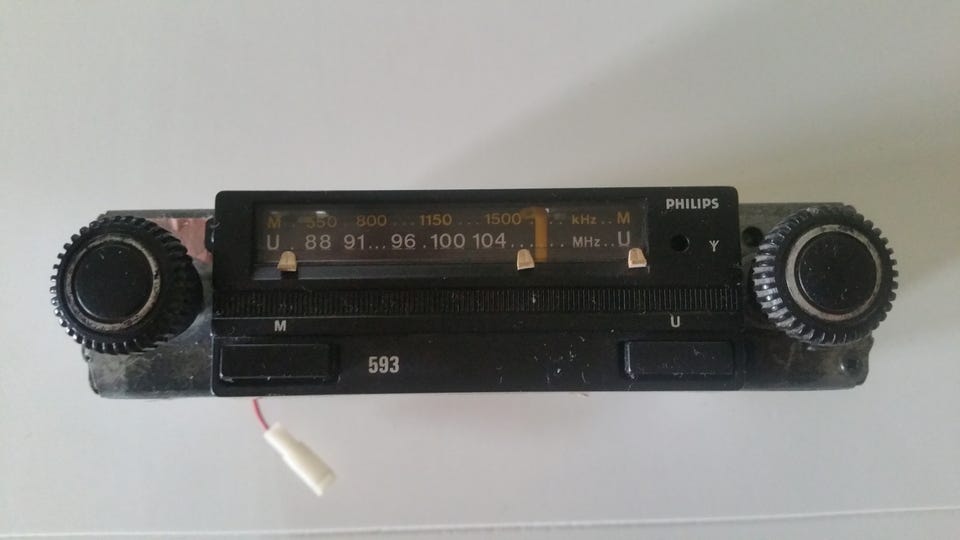 PHILIPS
M . 550 800 ... 1150 ... 1500 kHz .. M
U .. 88 91 ... 96 . 100 104 ...... MHz .. U
M U
593